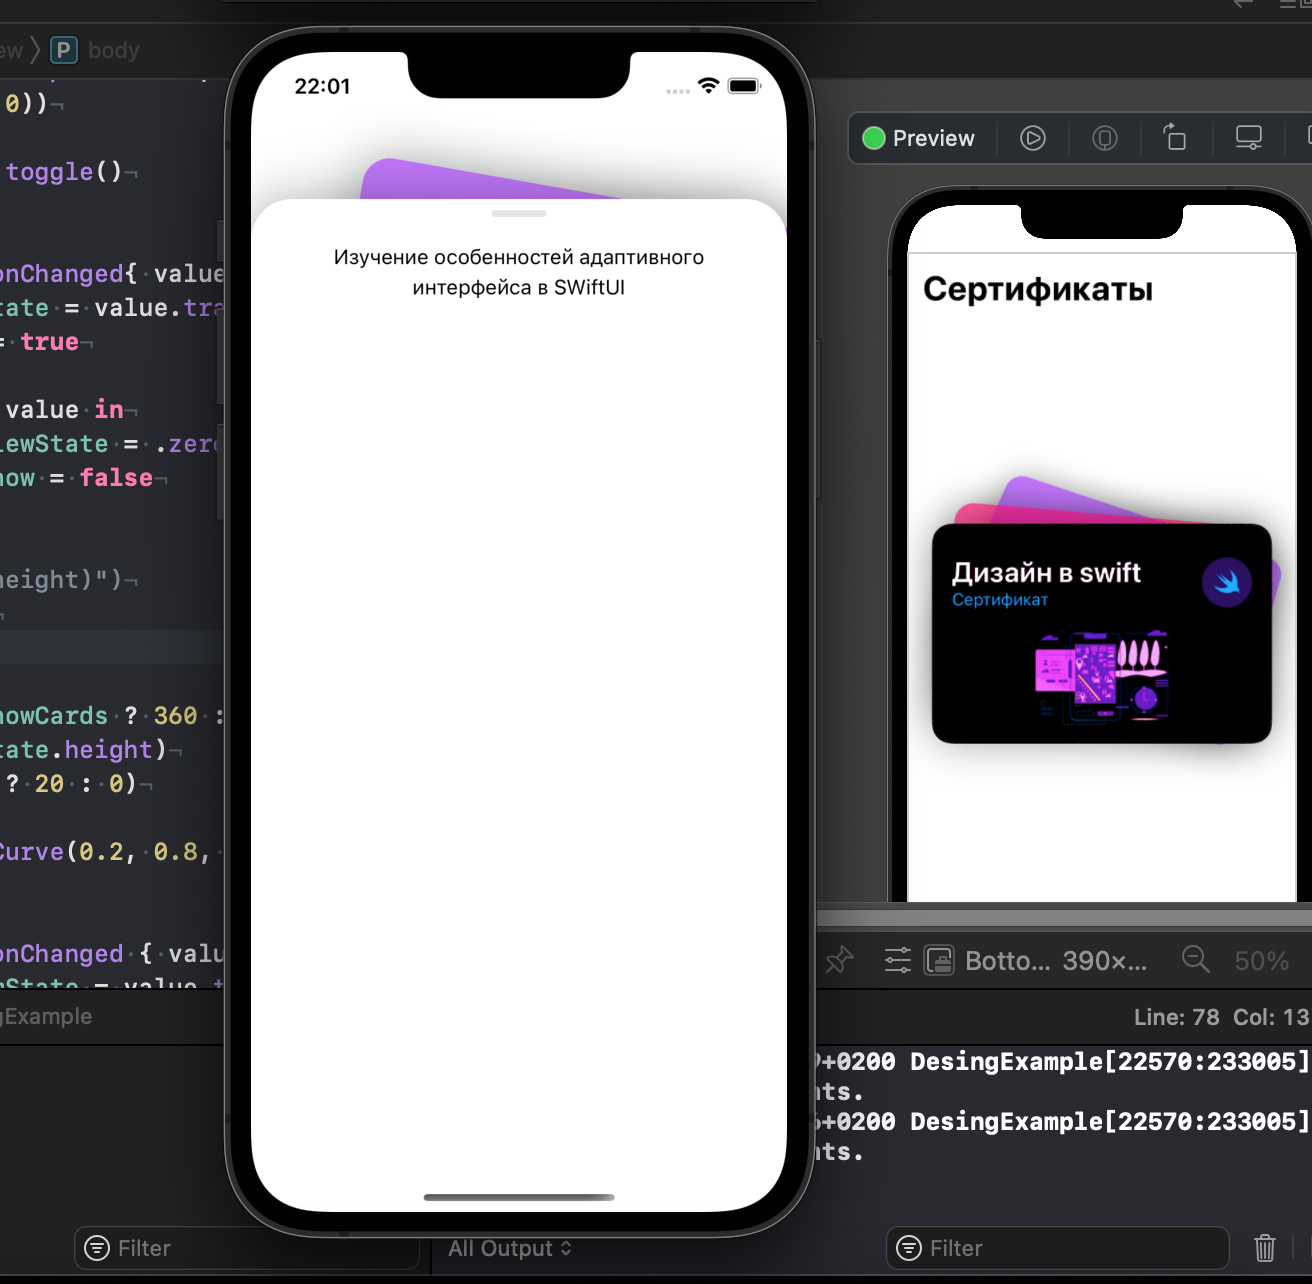 P body
0))
toggle()
onChanged{ value
tate = value.tra
= true
value in
iewState = .zero
how = false
height)")
howCards ? 360 :
tate.height)
? 20 : 0)
Curve(0.2, 0.8,
onChanged { valu
gExample
Filter
22:01
Изучение особенностей адаптивного
интерфейса в SWiftUI
Preview
Сертификаты
Дизайн в swift
Сертификат
Botto... 390×... 50%
Line: 78 Col: 13
+0200 DesingExample[22570:233005]
nts.
+0200 DesingExample[22570:233005]
nts.
All Output
Filter